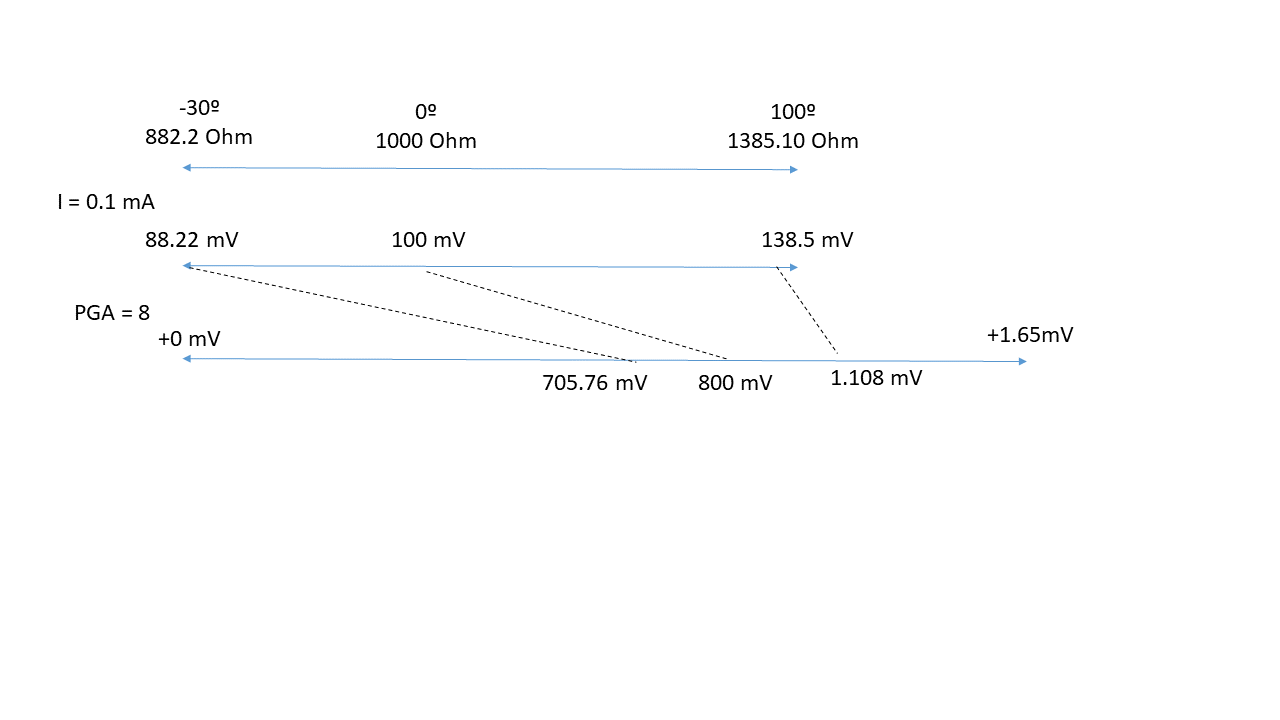 -30º
882.2 Ohm
0º
1000 Ohm
100º
1385.10 Ohm
I = 0.1 mA
88.22 mV
100 mV
138.5 mV
PGA = 8
+0 mV
+1.65mV
705.76 mV
800 mV
1.108 mV